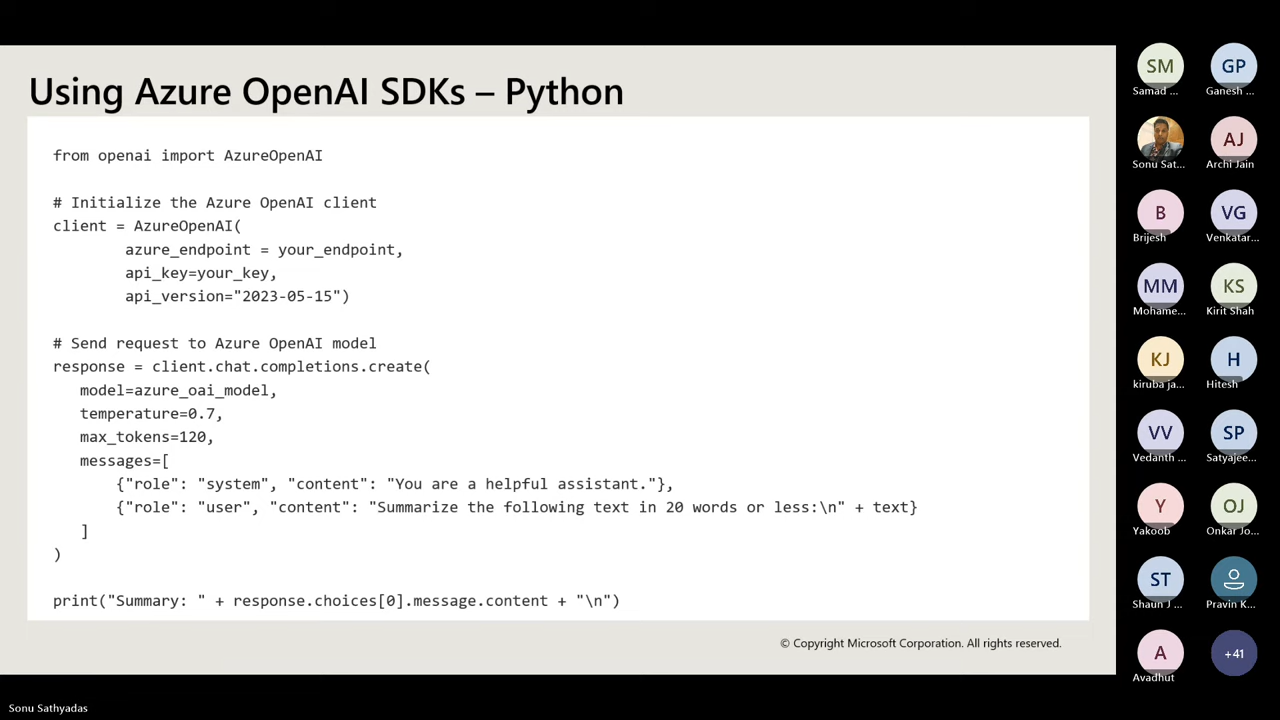 Using Azure OpenAI SDKs – Python
from openai import AzureOpenAI
# Initialize the Azure OpenAI client
client = AzureOpenAI(
        azure_endpoint = your_endpoint,
        api_key=your_key,
        api_version="2023-05-15")
# Send request to Azure OpenAI model
response = client.chat.completions.create(
   model=azure_oai_model,
   temperature=0.7,
   max_tokens=120,
   messages=[
       {"role": "system", "content": "You are a helpful assistant."},
       {"role": "user", "content": "Summarize the following text in 20 words or less:\n" + text}
   ]
)
print("Summary: " + response.choices[0].message.content + "\n")
© Copyright Microsoft Corporation. All rights reserved.
SM
Samad ...
GP
Ganesh ...
Sonu Sat...
AJ
Archi Jain
B
Brijesh
VG
Venkatar...
MM
Mohame...
KS
Kirit Shah
KJ
kiruba ja...
H
Hitesh
VV
Vedanth ...
SP
Satyajee...
Y
Yakoob
OJ
Onkar Jo...
ST
Shaun J ...
Pravin K...
A
Avadhut
+41
Sonu Sathyadas